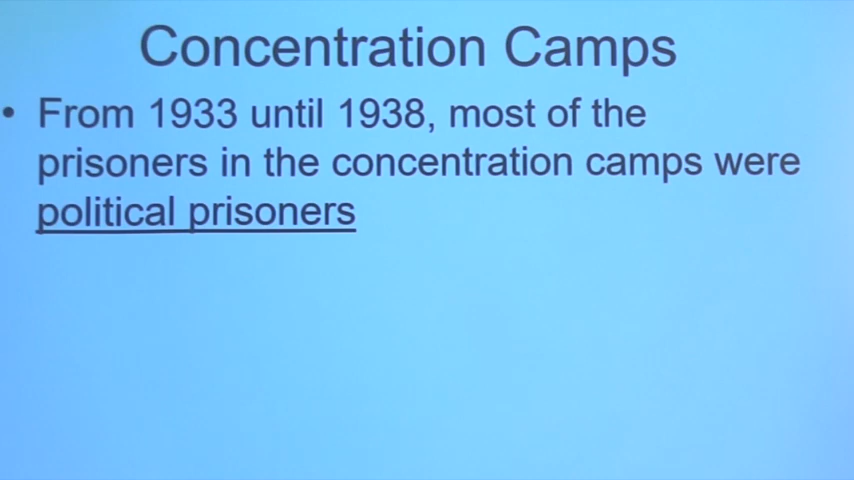 Concentration Camps
• From 1933 until 1938, most of the
prisoners in the concentration camps were
political prisoners